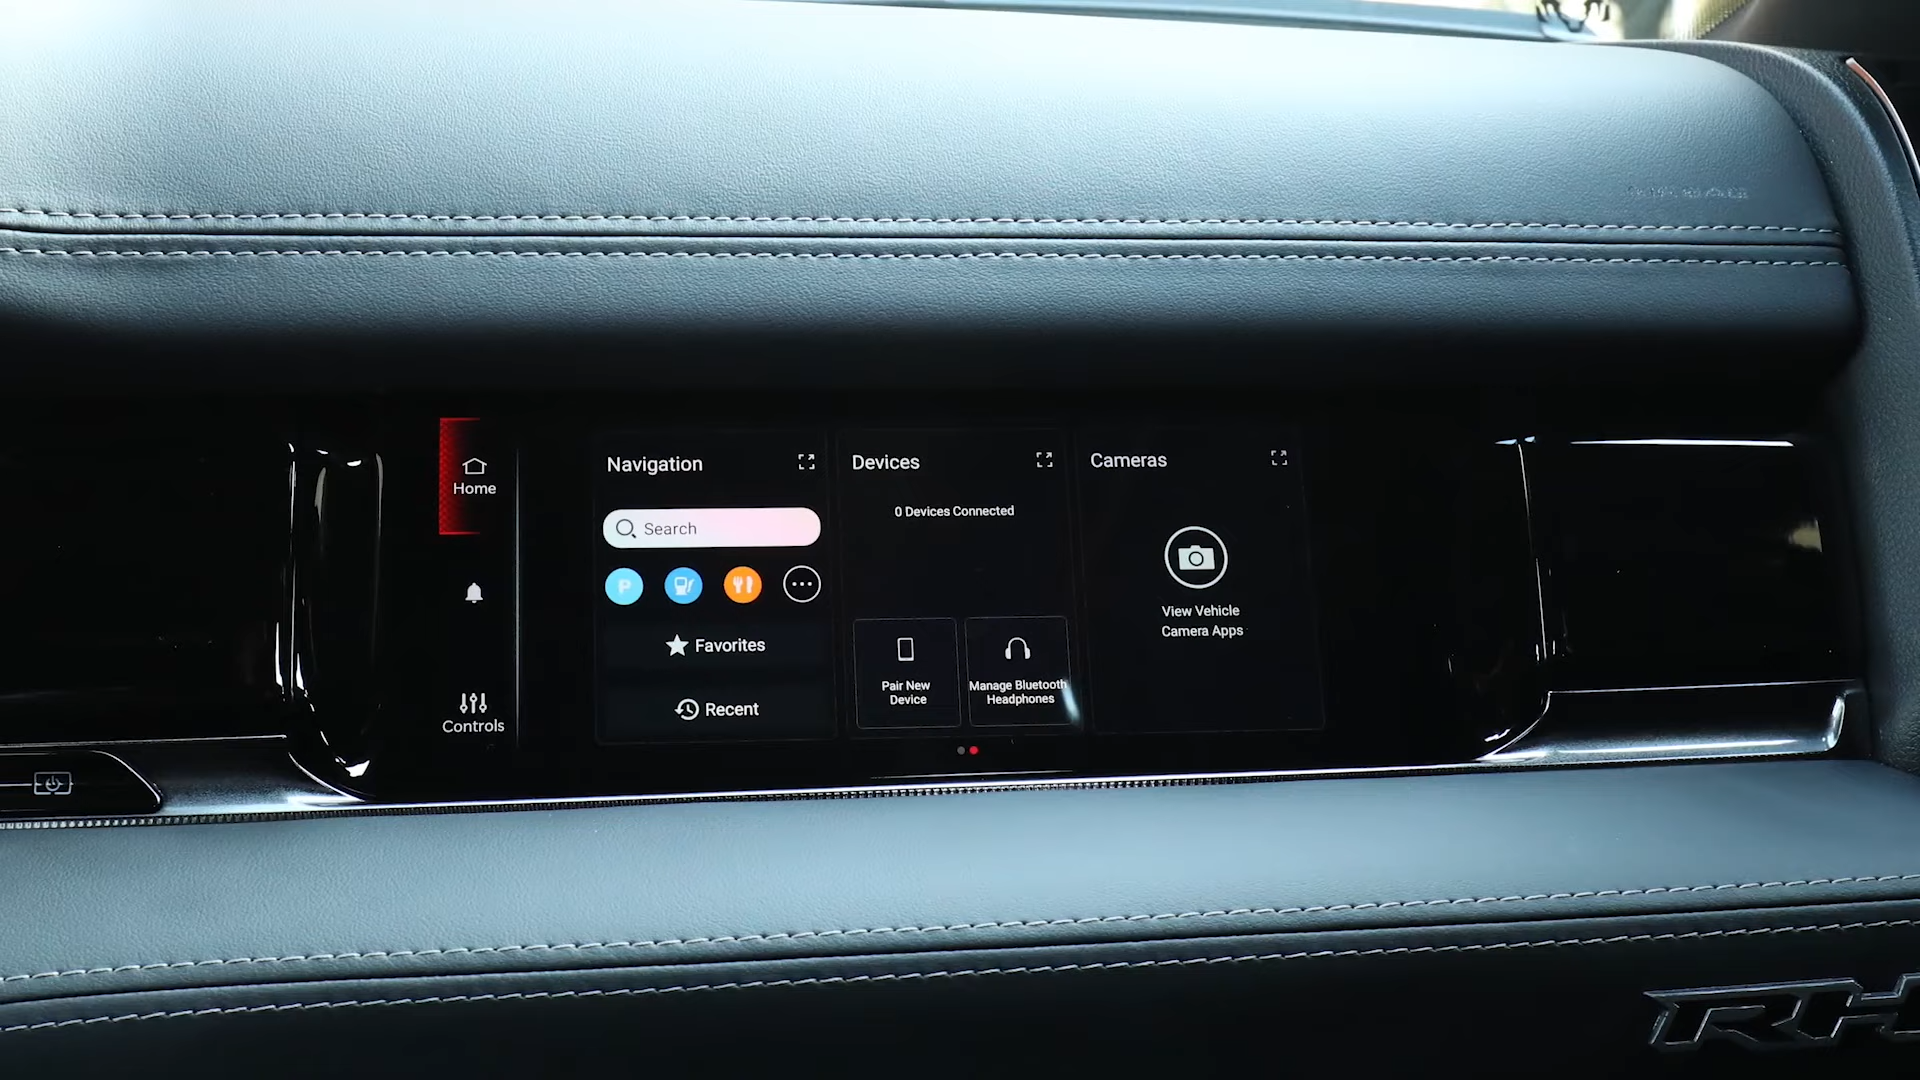 Home
Controls
Navigation
Search
P
Favorites
Recent
Devices
0 Devices Connected
Pair New
Device
Manage Bluetooth
Headphones
Cameras
View Vehicle
Camera Apps
RH